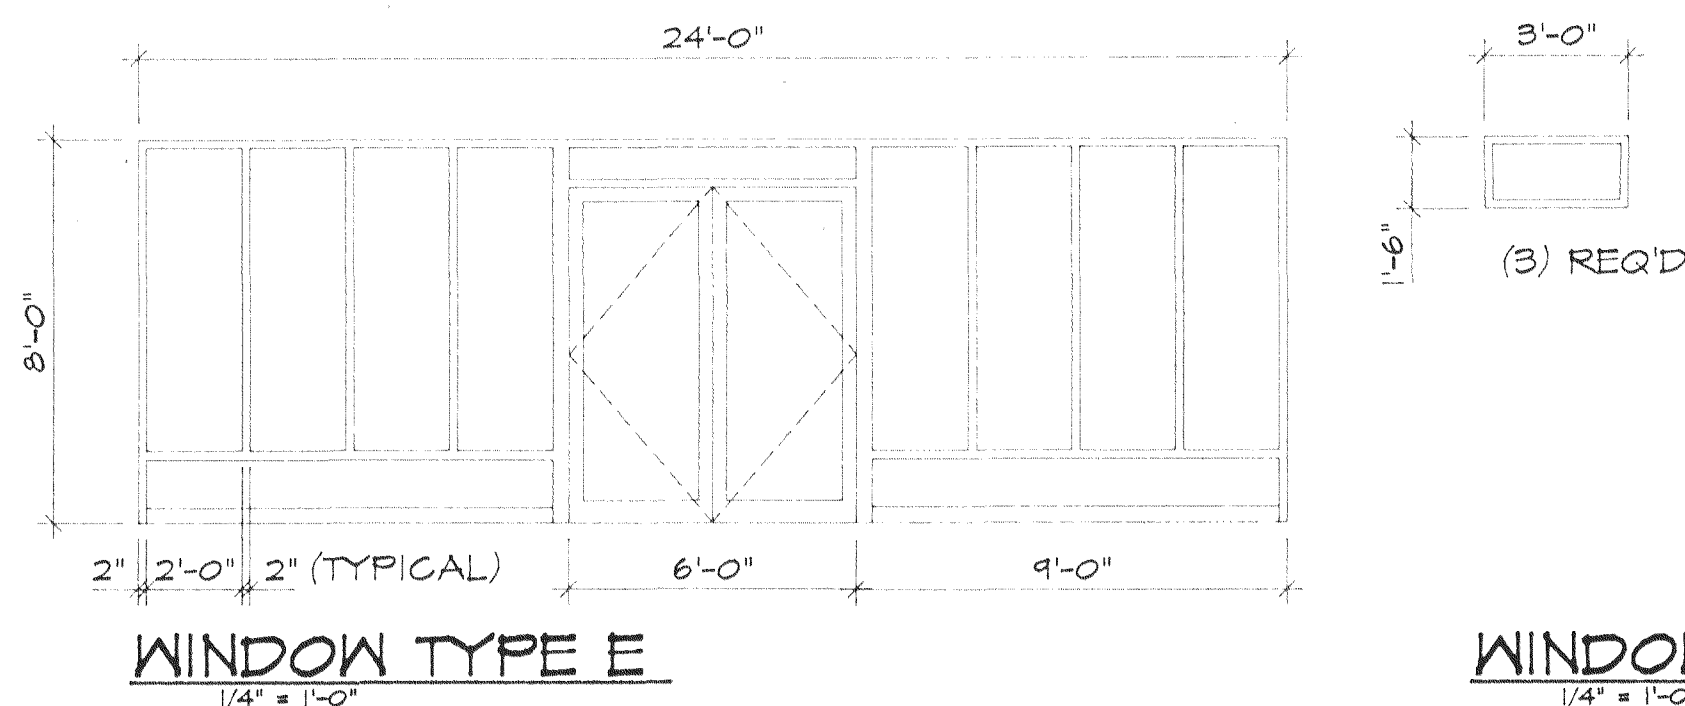 24'-0"
3'-0"
8'-0"
1'-6"
(3) REQ'D
2" 2'-0" 2" (TYPICAL)
6'-0"
9'-0"
WINDOW TYPE E
1/4" = 1'-0"
1/4" = 1'-0